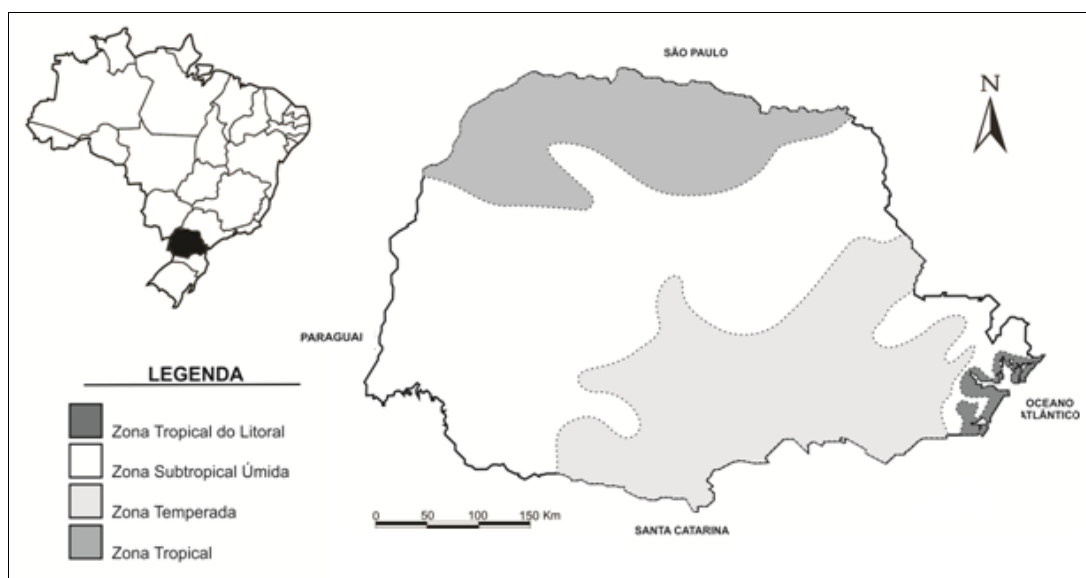 SÃO PAULO
N
PARAGUAI
LEGENDA
Zona Tropical do Litoral
Zona Subtropical Úmida
Zona Temperada
Zona Tropical
0 50 100 150 Km
OCEANO
ATLÂNTICO
SANTA CATARINA